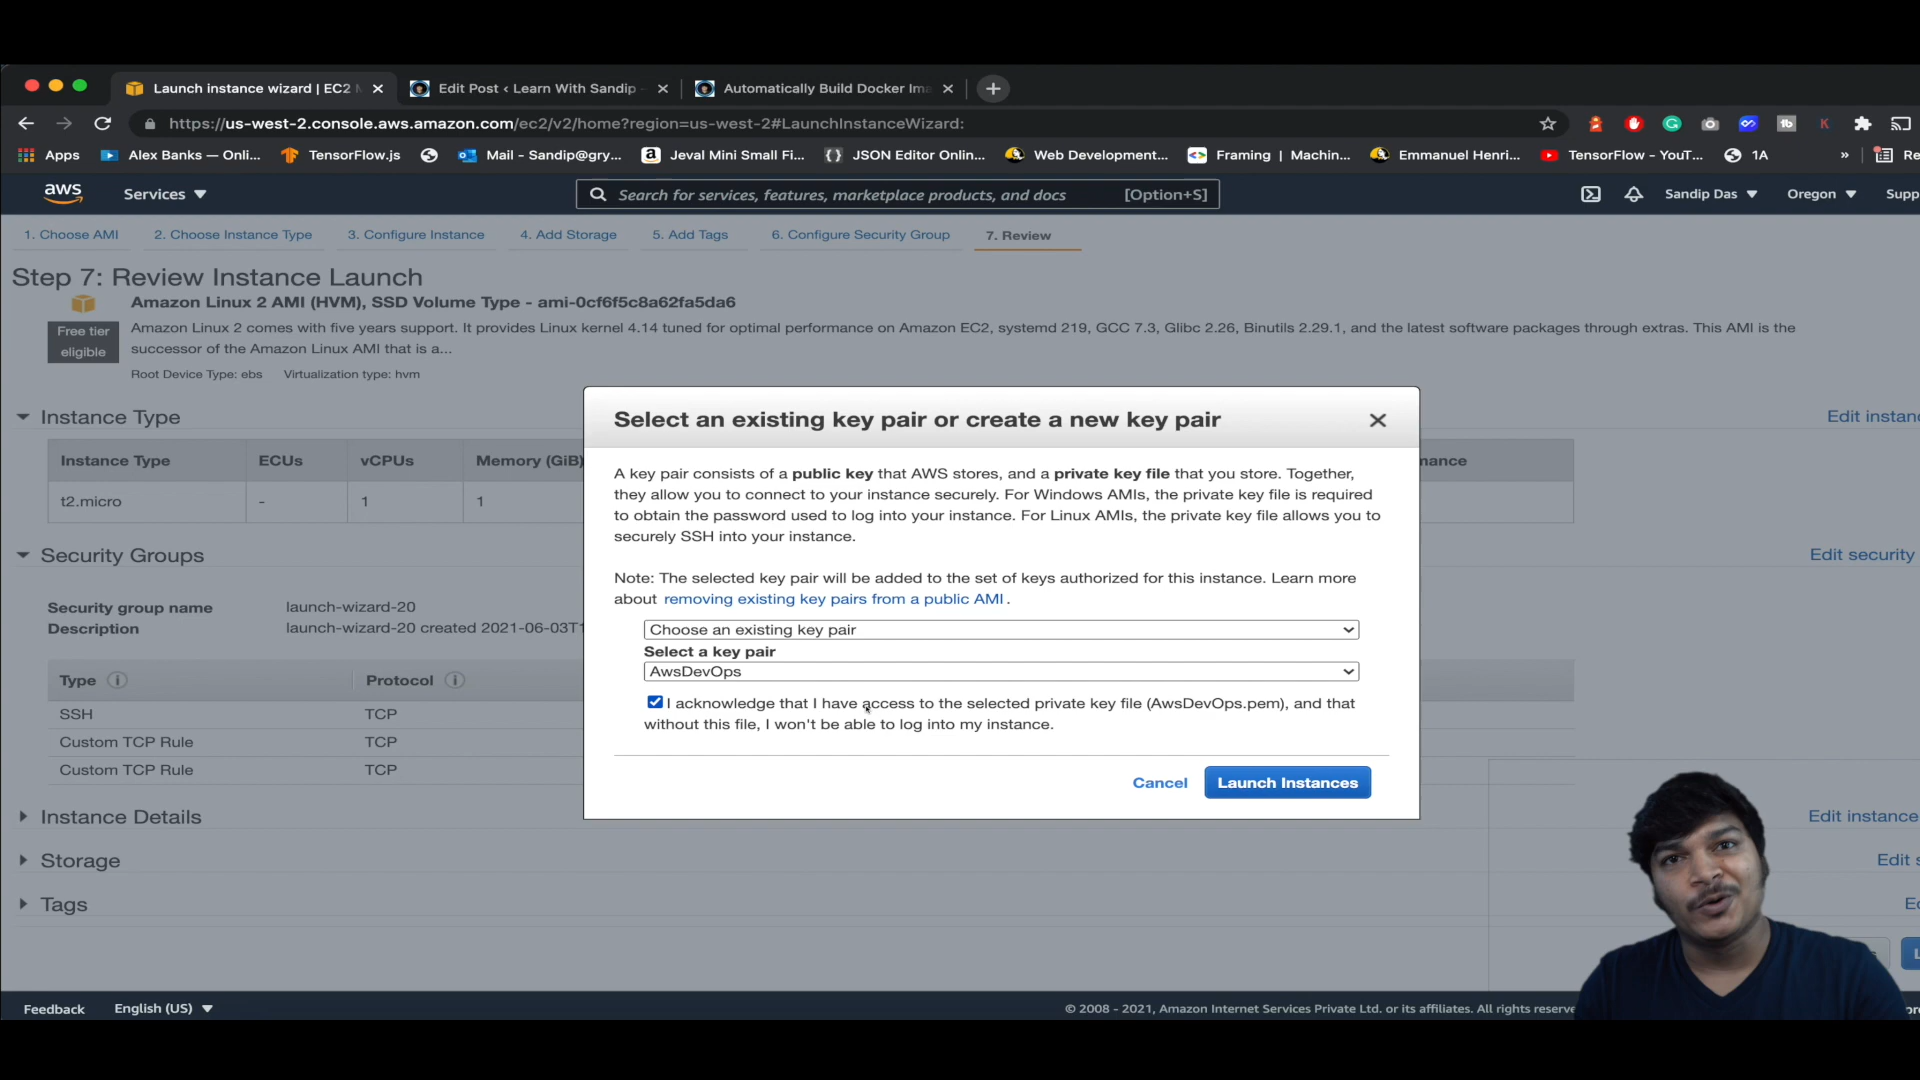 Launch instance wizard | EC2 M
Edit Post ‹ Learn With Sandip -
Automatically Build Docker Ima
https://us-west-2.console.aws.amazon.com/ec2/v2/home?region=us-west-2#LaunchInstanceWizard:
Apps
Alex Banks — Onli...
TensorFlow.js
Mail - Sandip@gry...
Jeval Mini Small Fi...
JSON Editor Onlin...
Web Development...
Framing | Machin...
Emmanuel Henri...
TensorFlow - YouT...
1A
»
Re
aws
Services
Search for services, features, marketplace products, and docs
[Option+S]
Sandip Das
Oregon
Supp
1. Choose AMI
2. Choose Instance Type
3. Configure Instance
4. Add Storage
5. Add Tags
6. Configure Security Group
7. Review
Step 7: Review Instance Launch
Amazon Linux 2 AMI (HVM), SSD Volume Type - ami-0cf6f5c8a62fa5da6
Free tier
eligible
Amazon Linux 2 comes with five years support. It provides Linux kernel 4.14 tuned for optimal performance on Amazon EC2, systemd 219, GCC 7.3, Glibc 2.26, Binutils 2.29.1, and the latest software packages through extras. This AMI is the
successor of the Amazon Linux AMI that is a...
Root Device Type: ebs Virtualization type: hvm
Instance Type
Edit instanc
Instance Type
ECUs
vCPUs
Memory (GiB)
mance
t2.micro
-
1
1
Security Groups
Edit security
Security group name
launch-wizard-20
Description
launch-wizard-20 created 2021-06-03T1
Type
Protocol
SSH
TCP
Custom TCP Rule
TCP
Custom TCP Rule
TCP
Instance Details
Edit instance
Storage
Edit s
Tags
Ed
Select an existing key pair or create a new key pair
A key pair consists of a public key that AWS stores, and a private key file that you store. Together,
they allow you to connect to your instance securely. For Windows AMIs, the private key file is required
to obtain the password used to log into your instance. For Linux AMIs, the private key file allows you to
securely SSH into your instance.
Note: The selected key pair will be added to the set of keys authorized for this instance. Learn more
about removing existing key pairs from a public AMI .
Choose an existing key pair
Select a key pair
AwsDevOps
I acknowledge that I have access to the selected private key file (AwsDevOps.pem), and that
without this file, I won't be able to log into my instance.
Cancel
Launch Instances
Feedback
English (US)
© 2008 - 2021, Amazon Internet Services Private Ltd. or its affiliates. All rights reserve